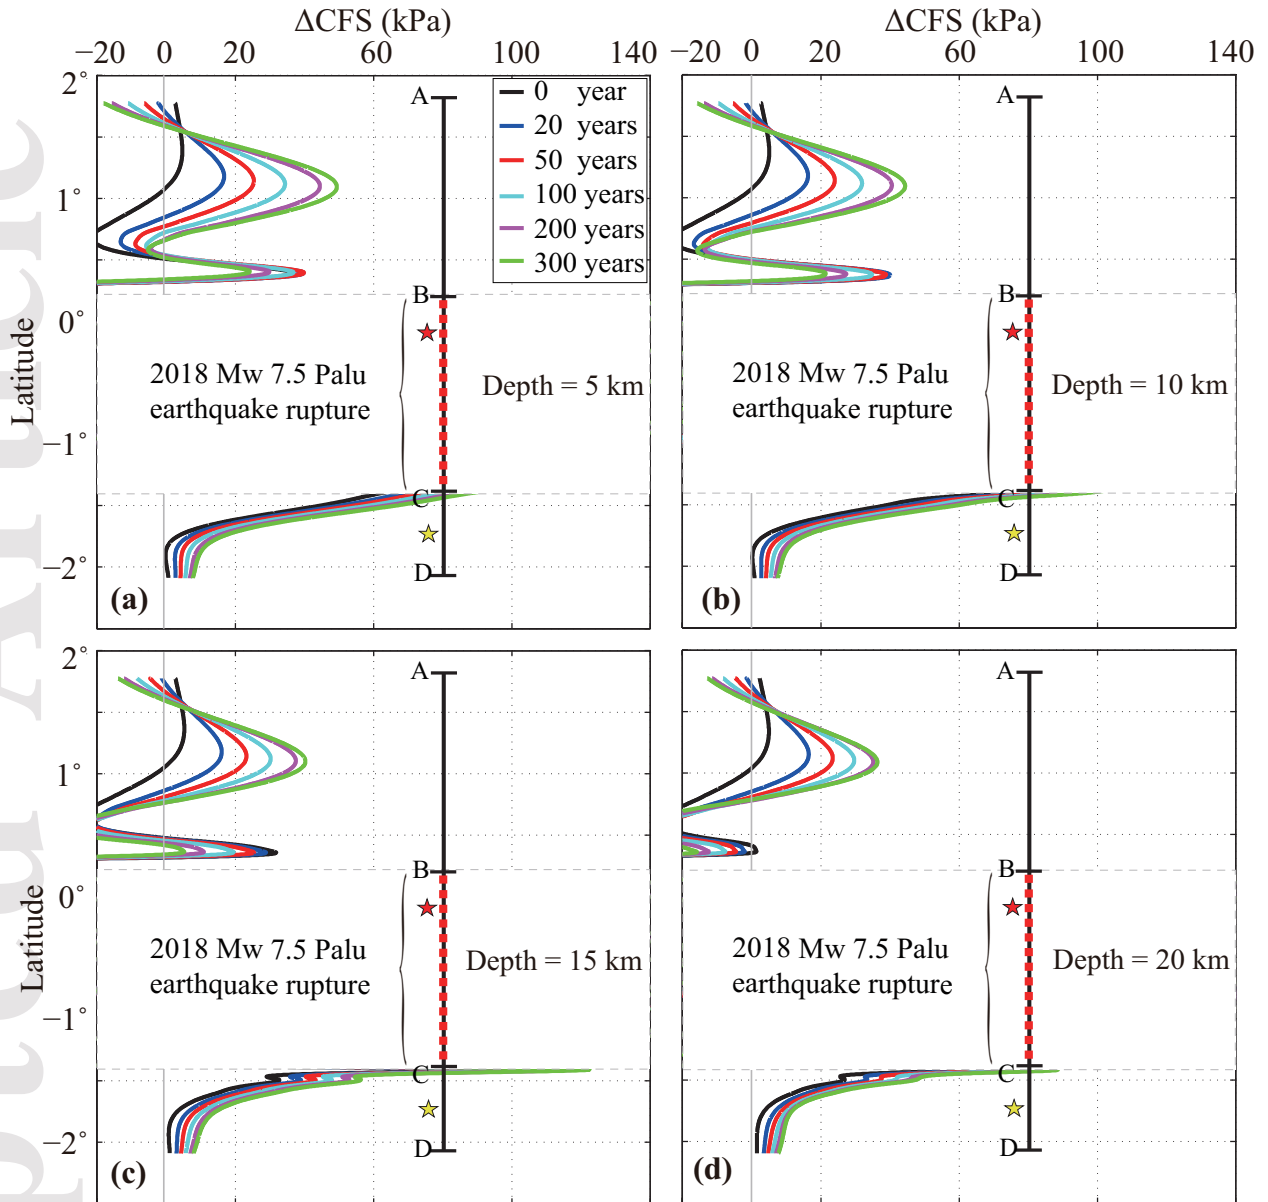 ΔCFS (kPa)
ΔCFS (kPa)
−20 0 20 60 100 140
−20 0 20 60 100 140
2°
1°
0°
−1°
−2°
Latitude
A
0 year
20 years
50 years
100 years
200 years
300 years
B
2018 Mw 7.5 Palu
earthquake rupture
Depth = 5 km
C
D
(a)
A
B
2018 Mw 7.5 Palu
earthquake rupture
Depth = 10 km
C
D
(b)
2°
1°
0°
−1°
−2°
Latitude
A
B
2018 Mw 7.5 Palu
earthquake rupture
Depth = 15 km
C
D
(c)
A
B
2018 Mw 7.5 Palu
earthquake rupture
Depth = 20 km
C
D
(d)